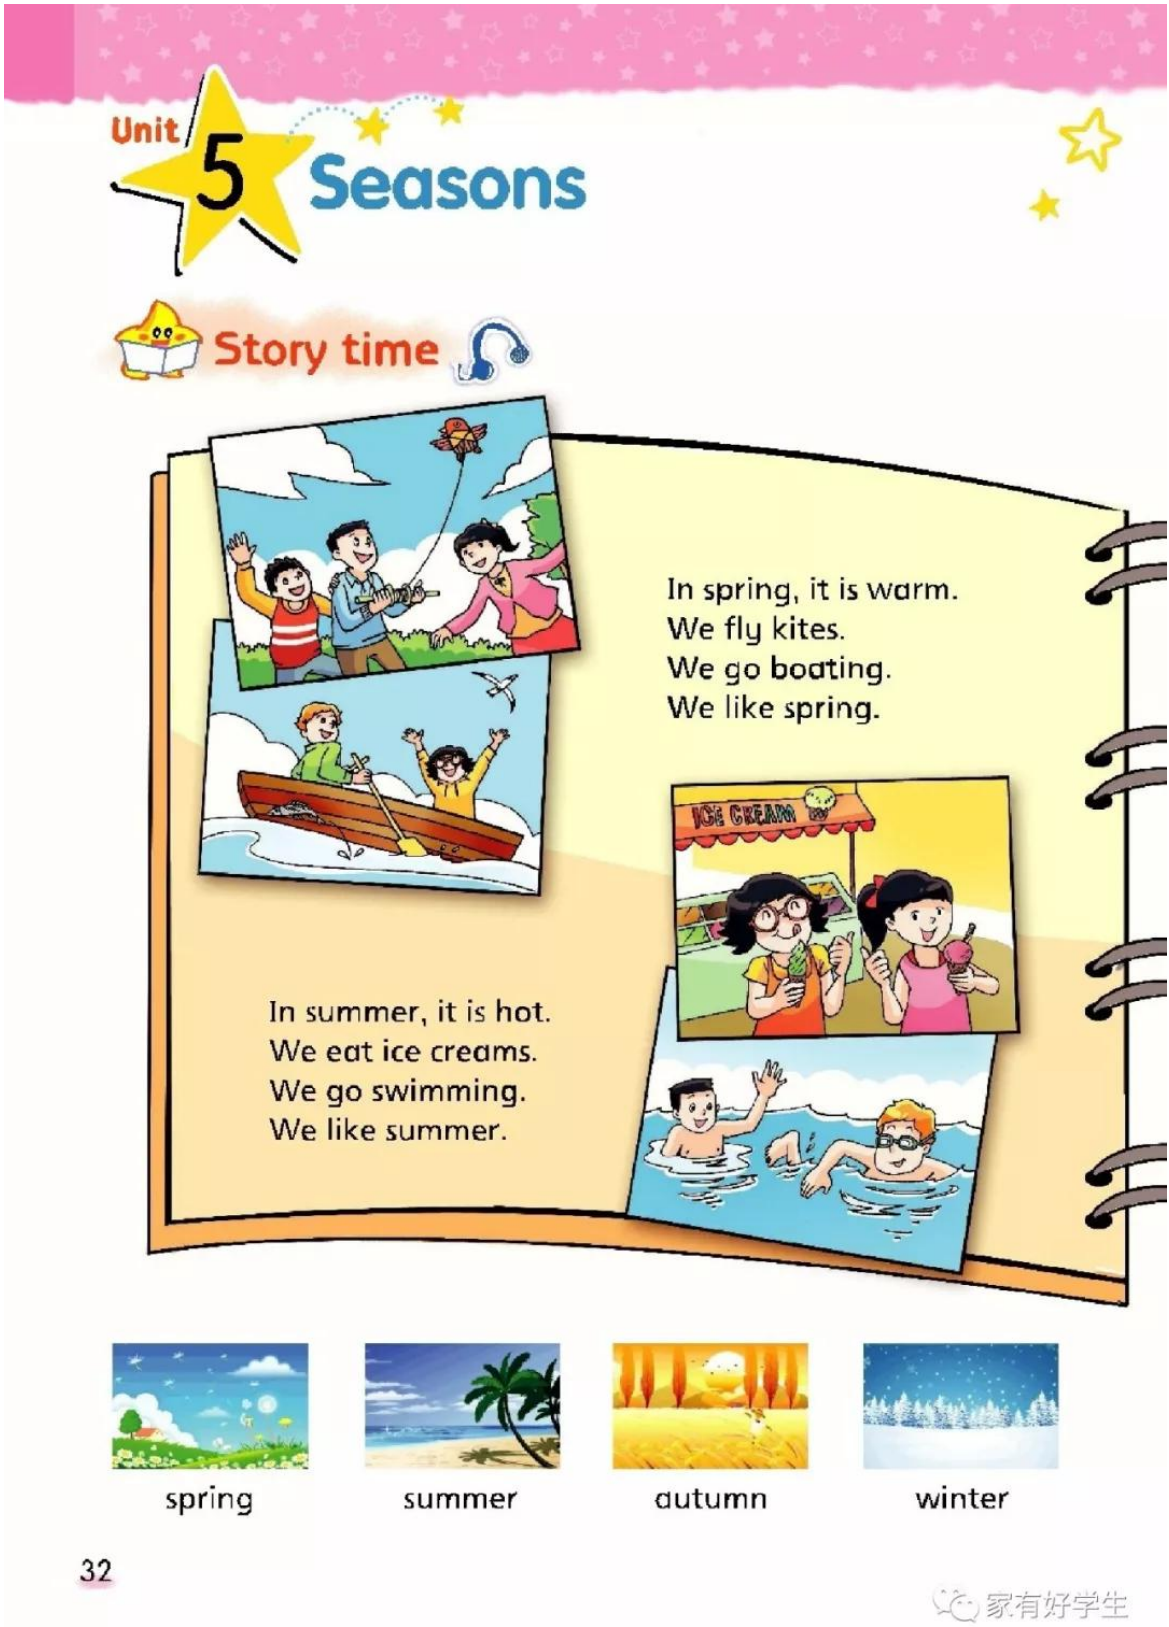 Unit
5
Seasons
Story time
In spring, it is warm.
We fly kites.
We go boating.
We like spring.
ICE CREAM
In summer, it is hot.
We eat ice creams.
We go swimming.
We like summer.
spring
summer
autumn
winter
32
家有好学生